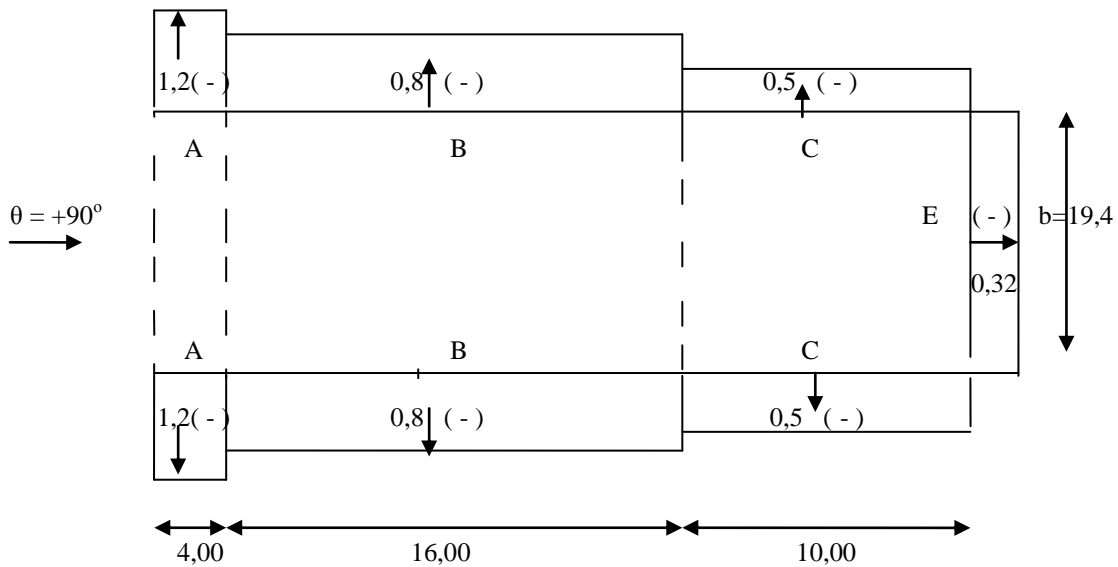 1,2( - ) 0,8 ( - ) 0,5 ( - )
A B C
θ = +90º E ( - ) b=19,4
0,32
A B C
1,2( - ) 0,8 ( - ) 0,5 ( - )
4,00 16,00 10,00